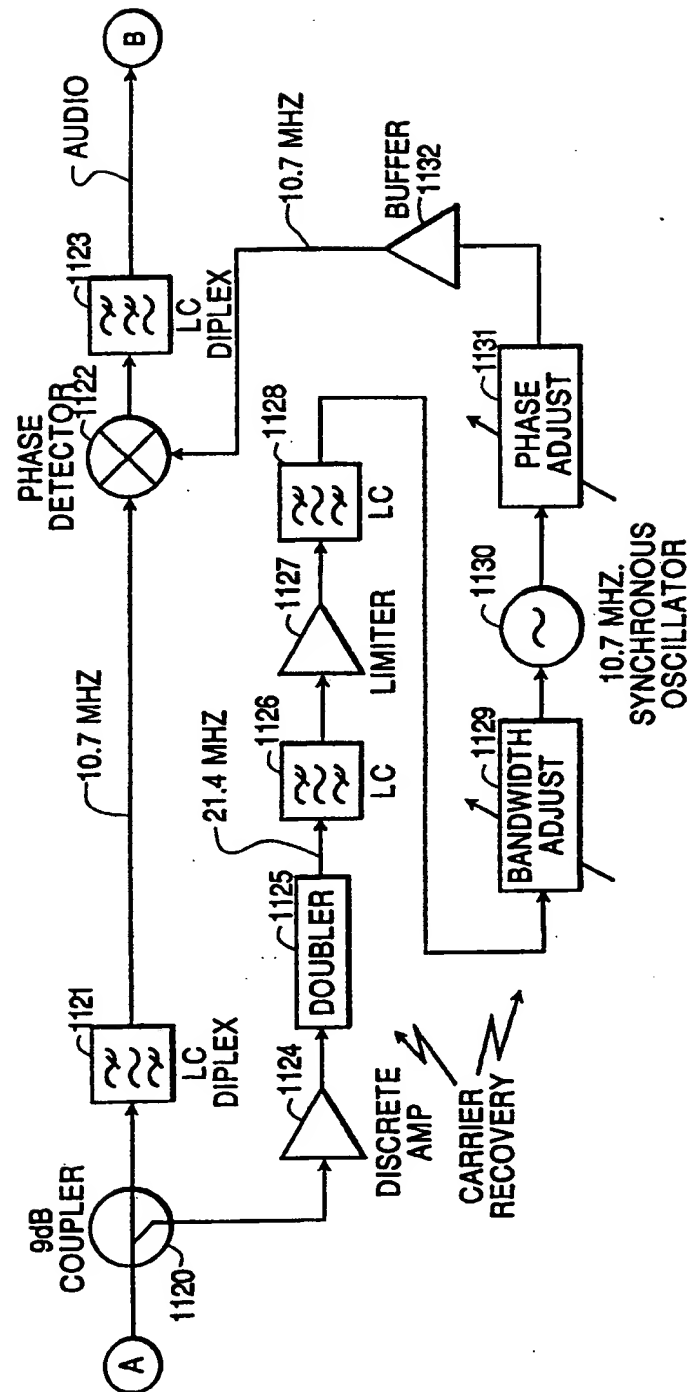 A
9dB
COUPLER
1120
1121
LC
DIPLEX
10.7 MHZ
PHASE
DETECTOR
1122
1123
LC
DIPLEX
AUDIO
B
1124
DISCRETE
AMP
DOUBLER
1125
21.4 MHZ
1126
LC
1127
LIMITER
1128
LC
10.7 MHZ
BUFFER
1132
CARRIER
RECOVERY
BANDWIDTH
ADJUST
1129
1130
10.7 MHZ.
SYNCHRONOUS
OSCILLATOR
PHASE
ADJUST
1131